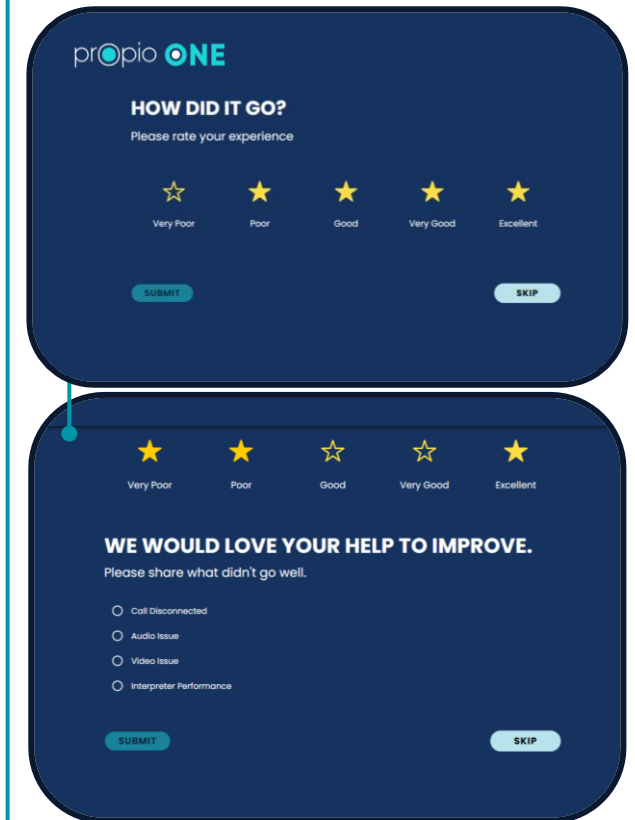 propio ONE
HOW DID IT GO?
Please rate your experience
Very Poor Poor Good Very Good Excellent
SUBMIT SKIP
Very Poor Poor Good Very Good Excellent
WE WOULD LOVE YOUR HELP TO IMPROVE.
Please share what didn't go well.
Call Disconnected
Audio Issue
Video Issue
Interpreter Performance
SUBMIT SKIP